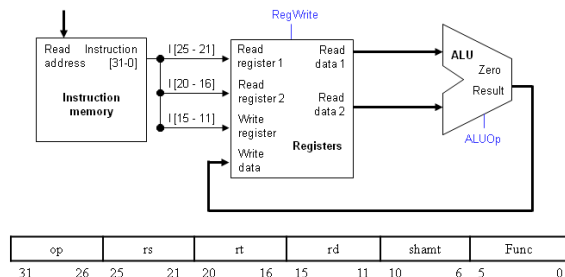 RegWrite
Read address
Instruction [31-0]
Instruction memory
I [25 - 21]
I [20 - 16]
I [15 - 11]
Read register 1
Read register 2
Write register
Write data
Read data 1
Read data 2
Registers
ALU
Zero
Result
ALUOp
op rs rt rd shamt Func
31 26 25 21 20 16 15 11 10 6 5 0